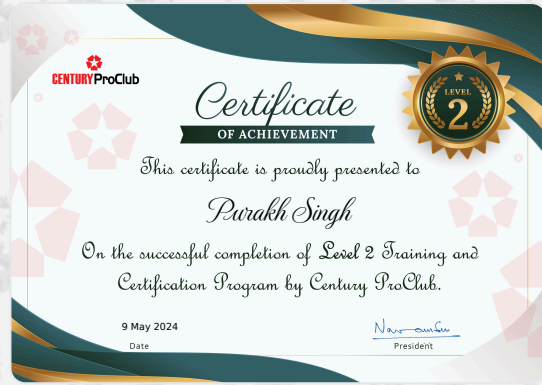 CENTURY ProClub
Certificate
OF ACHIEVEMENT
LEVEL
2
This certificate is proudly presented to
Purakh Singh
On the successful completion of Level 2 Training and
Certification Program by Century ProClub.
9 May 2024
Date
President